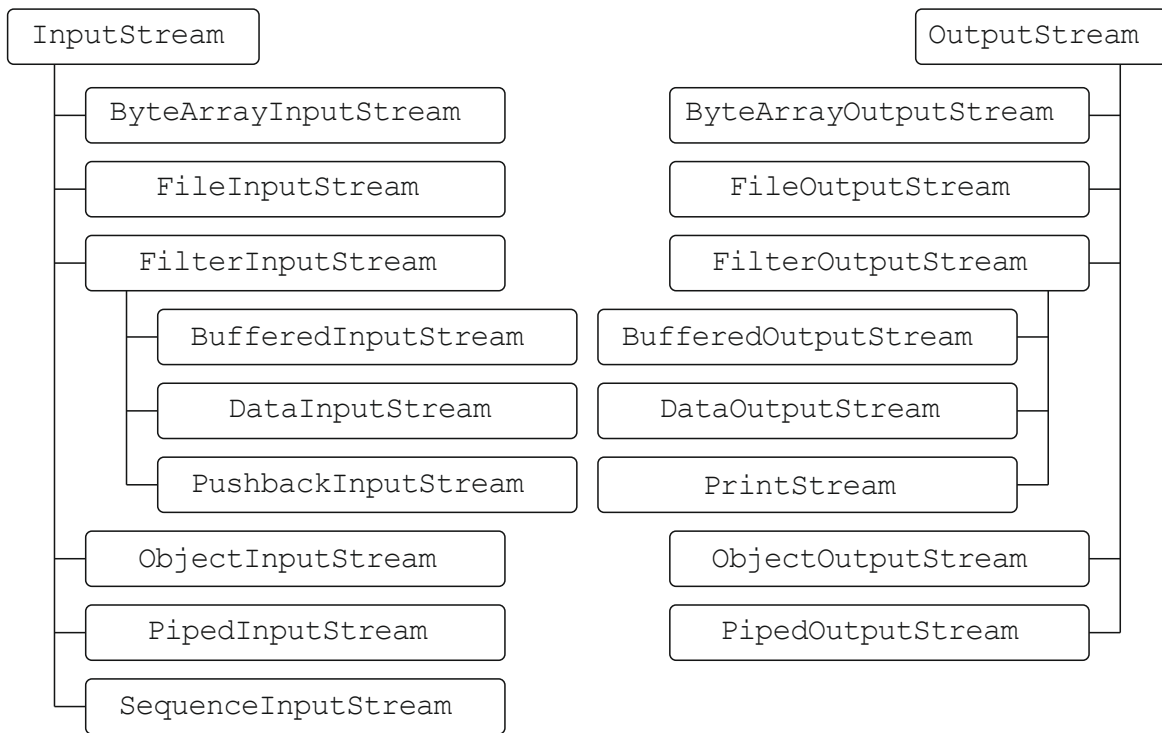 InputStream
OutputStream
ByteArrayInputStream
ByteArrayOutputStream
FileInputStream
FileOutputStream
FilterInputStream
FilterOutputStream
BufferedInputStream
BufferedOutputStream
DataInputStream
DataOutputStream
PushbackInputStream
PrintStream
ObjectInputStream
ObjectOutputStream
PipedInputStream
PipedOutputStream
SequenceInputStream